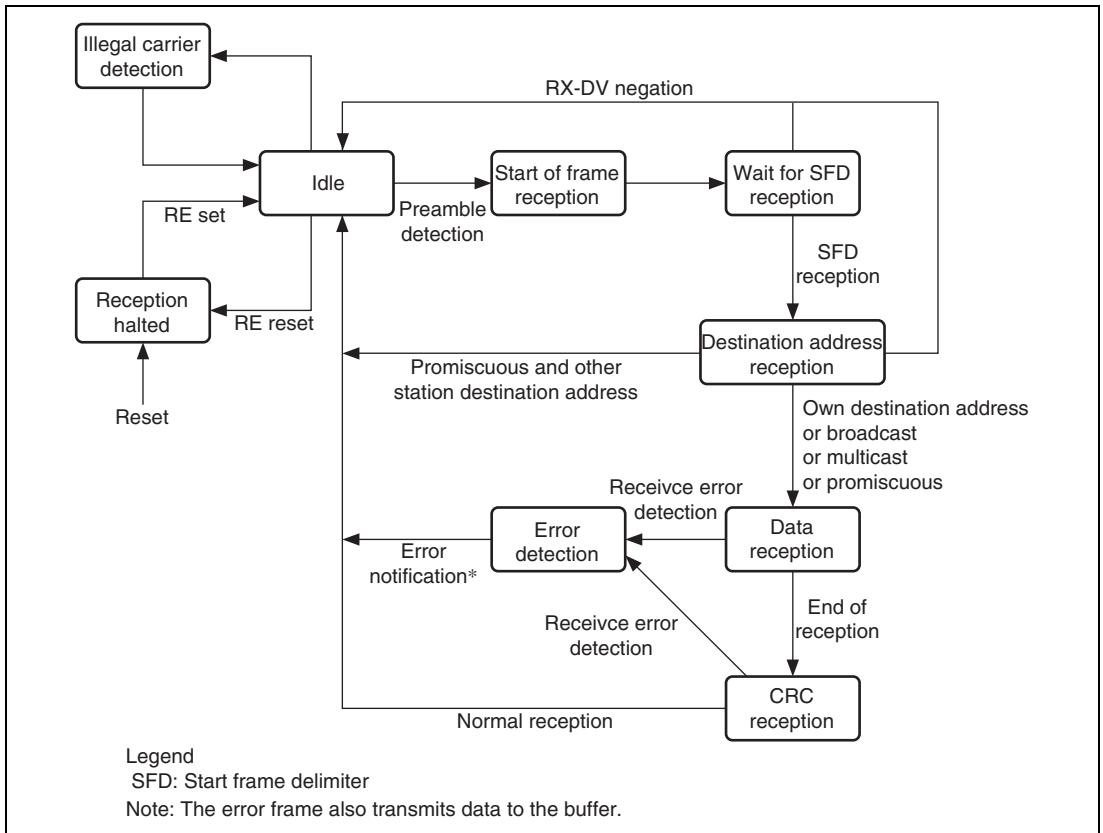 Illegal carrier
detection
RX-DV negation
Idle
Start of frame
reception
Wait for SFD
reception
Preamble
detection
RE set
SFD
reception
Reception
halted
RE reset
Destination address
reception
Promiscuous and other
station destination address
Reset
Own destination address
or broadcast
or multicast
or promiscuous
Receivce error
detection
Error
detection
Data
reception
Error
notification*
End of
reception
Receivce error
detection
CRC
reception
Normal reception
Legend
SFD: Start frame delimiter
Note: The error frame also transmits data to the buffer.